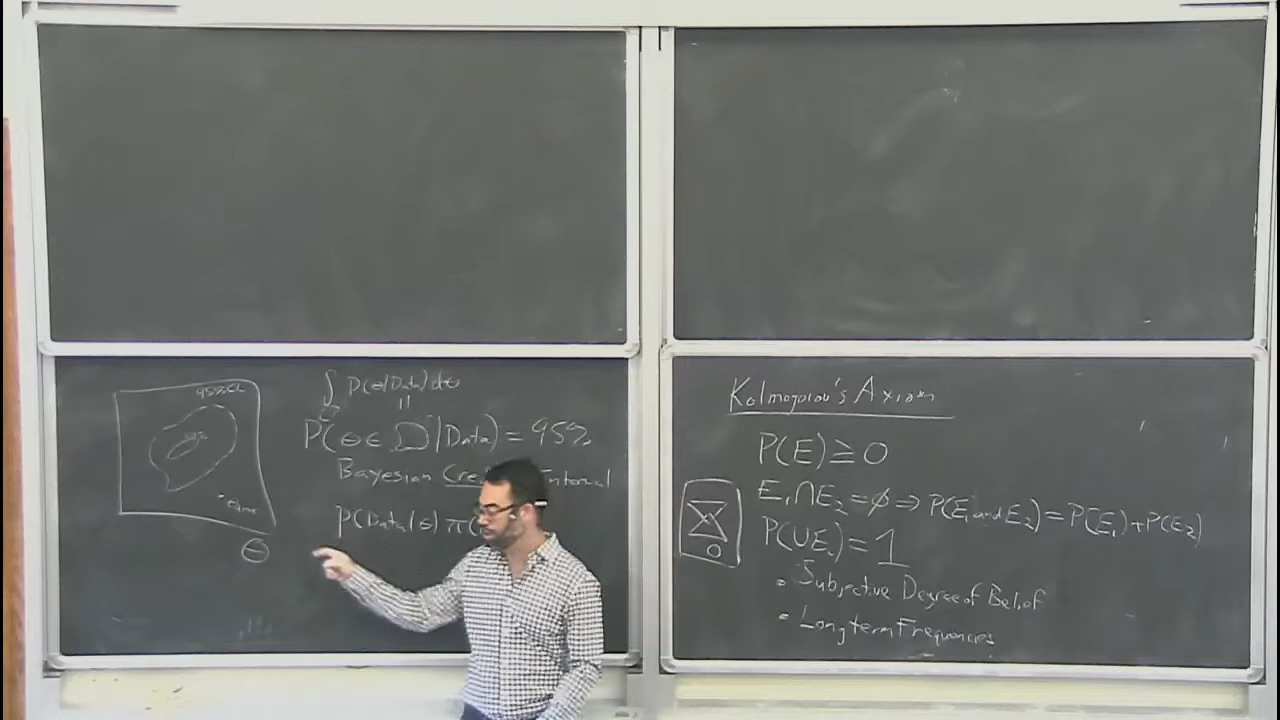 95% CL
Θ
∫ P(θ|Data) dθ
P(θ ∈ |Data) = 95%
Bayesian Interval
P(Data|θ) π(
Kolmogorov's Axiom
P(E) ≥ 0
E₁ ∩ E₂ = ∅ ⇒ P(E₁ and E₂) = P(E₁) + P(E₂)
P(∪Eᵢ) = 1
• Subjective Degree of Belief
• Long term Frequencies